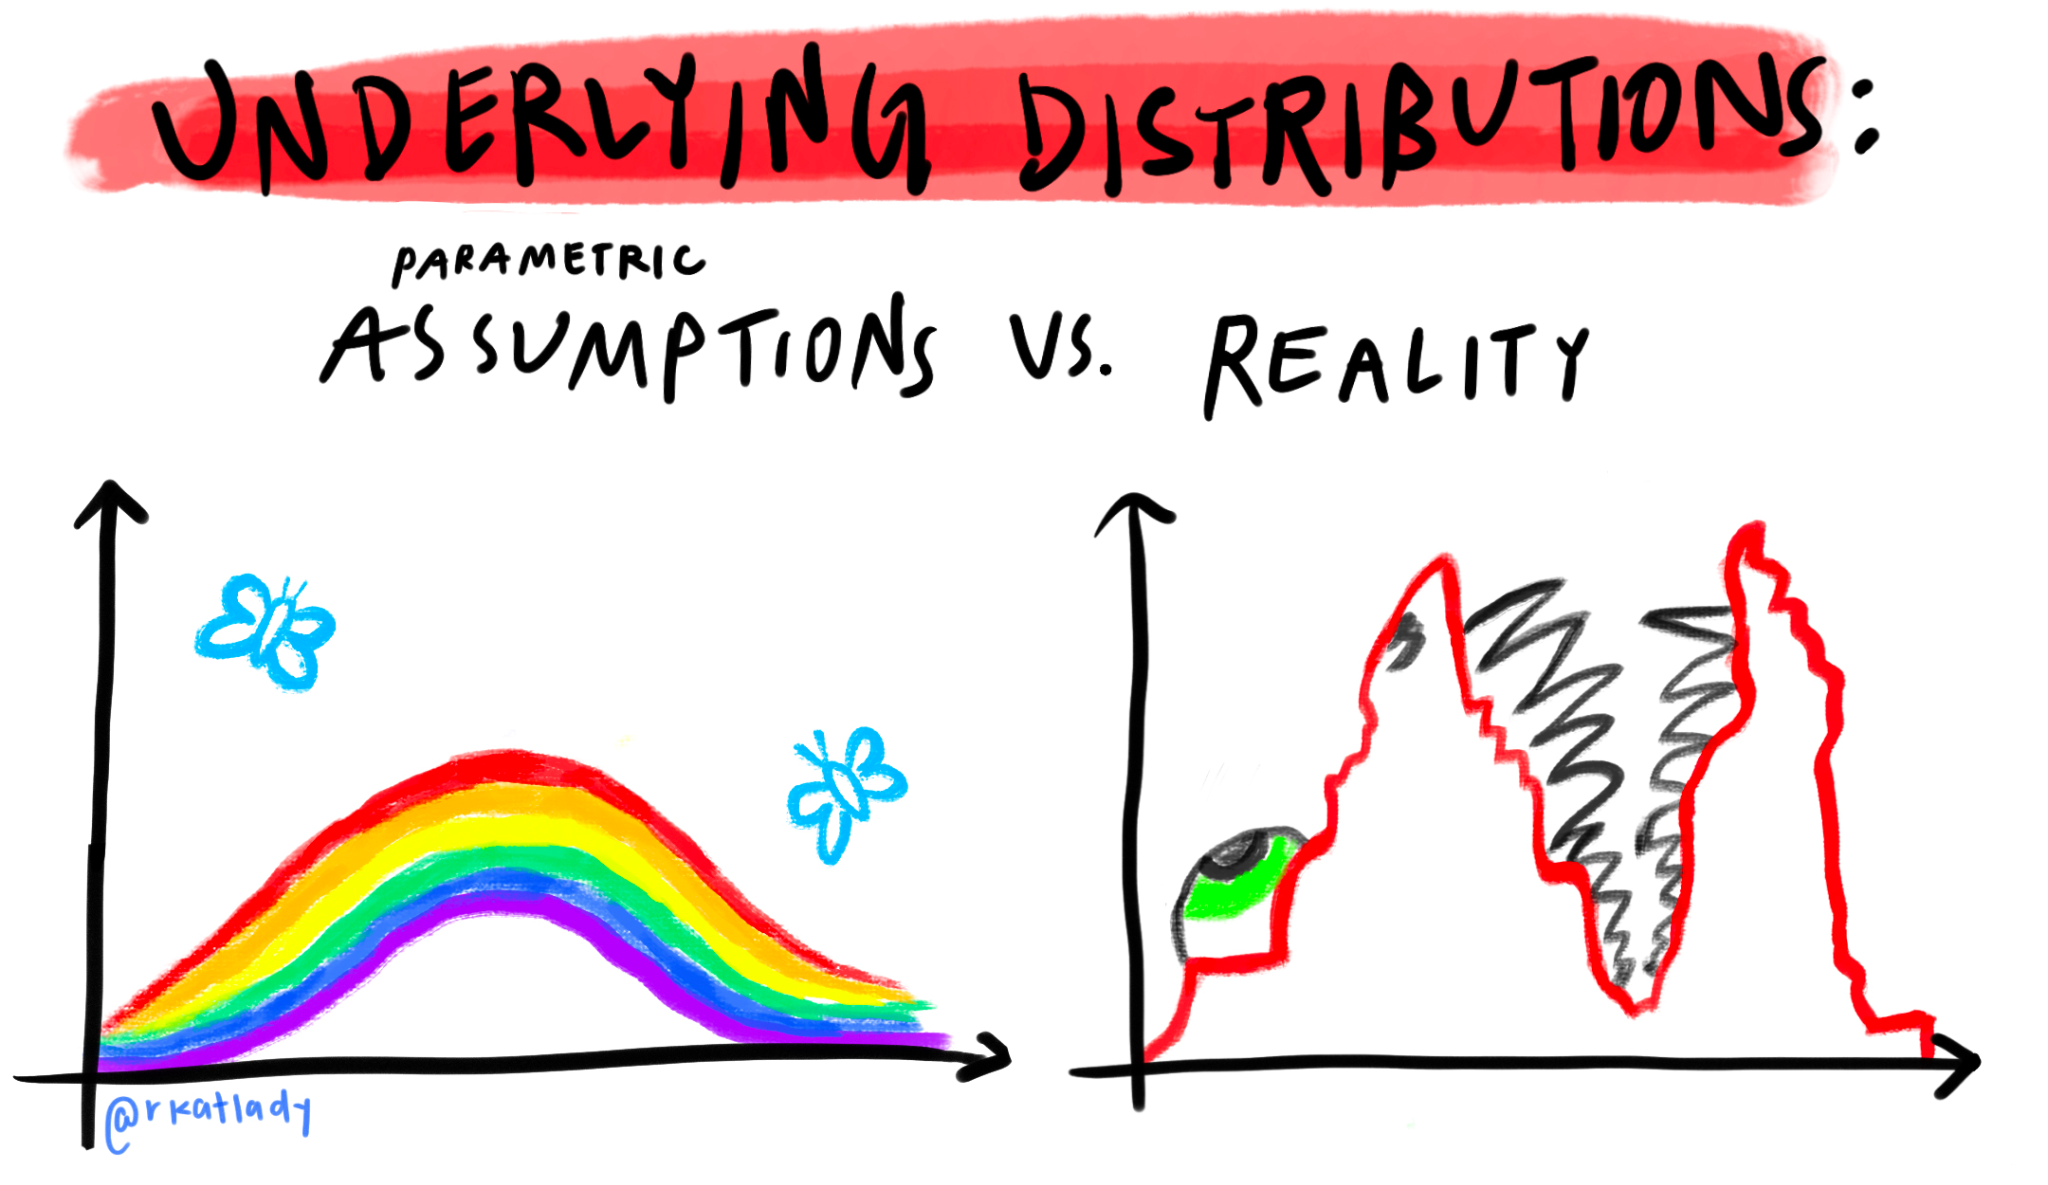 UNDERLYING DISTRIBUTIONS:
PARAMETRIC
ASSUMPTIONS VS. REALITY
@rkatlady